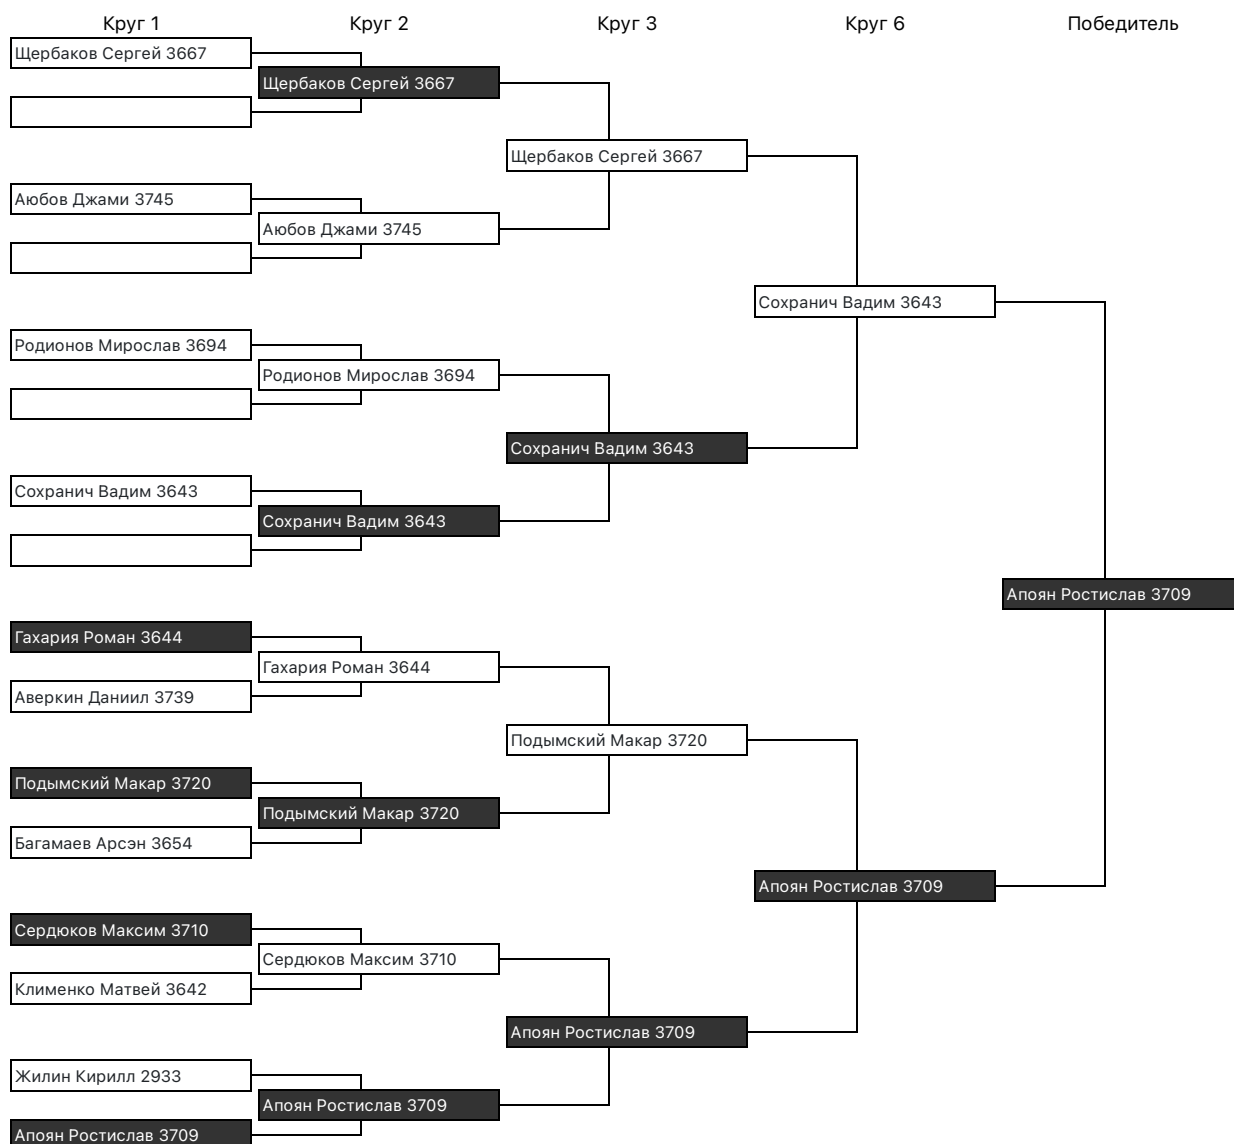 Круг 1
Круг 2
Круг 3
Круг 6
Победитель
Щербаков Сергей 3667
Щербаков Сергей 3667
Щербаков Сергей 3667
Аюбов Джами 3745
Аюбов Джами 3745
Сохранич Вадим 3643
Родионов Мирослав 3694
Родионов Мирослав 3694
Сохранич Вадим 3643
Сохранич Вадим 3643
Сохранич Вадим 3643
Апоян Ростислав 3709
Гахария Роман 3644
Гахария Роман 3644
Аверкин Даниил 3739
Подымский Макар 3720
Подымский Макар 3720
Подымский Макар 3720
Багамаев Арсэн 3654
Апоян Ростислав 3709
Сердюков Максим 3710
Сердюков Максим 3710
Клименко Матвей 3642
Апоян Ростислав 3709
Жилин Кирилл 2933
Апоян Ростислав 3709
Апоян Ростислав 3709